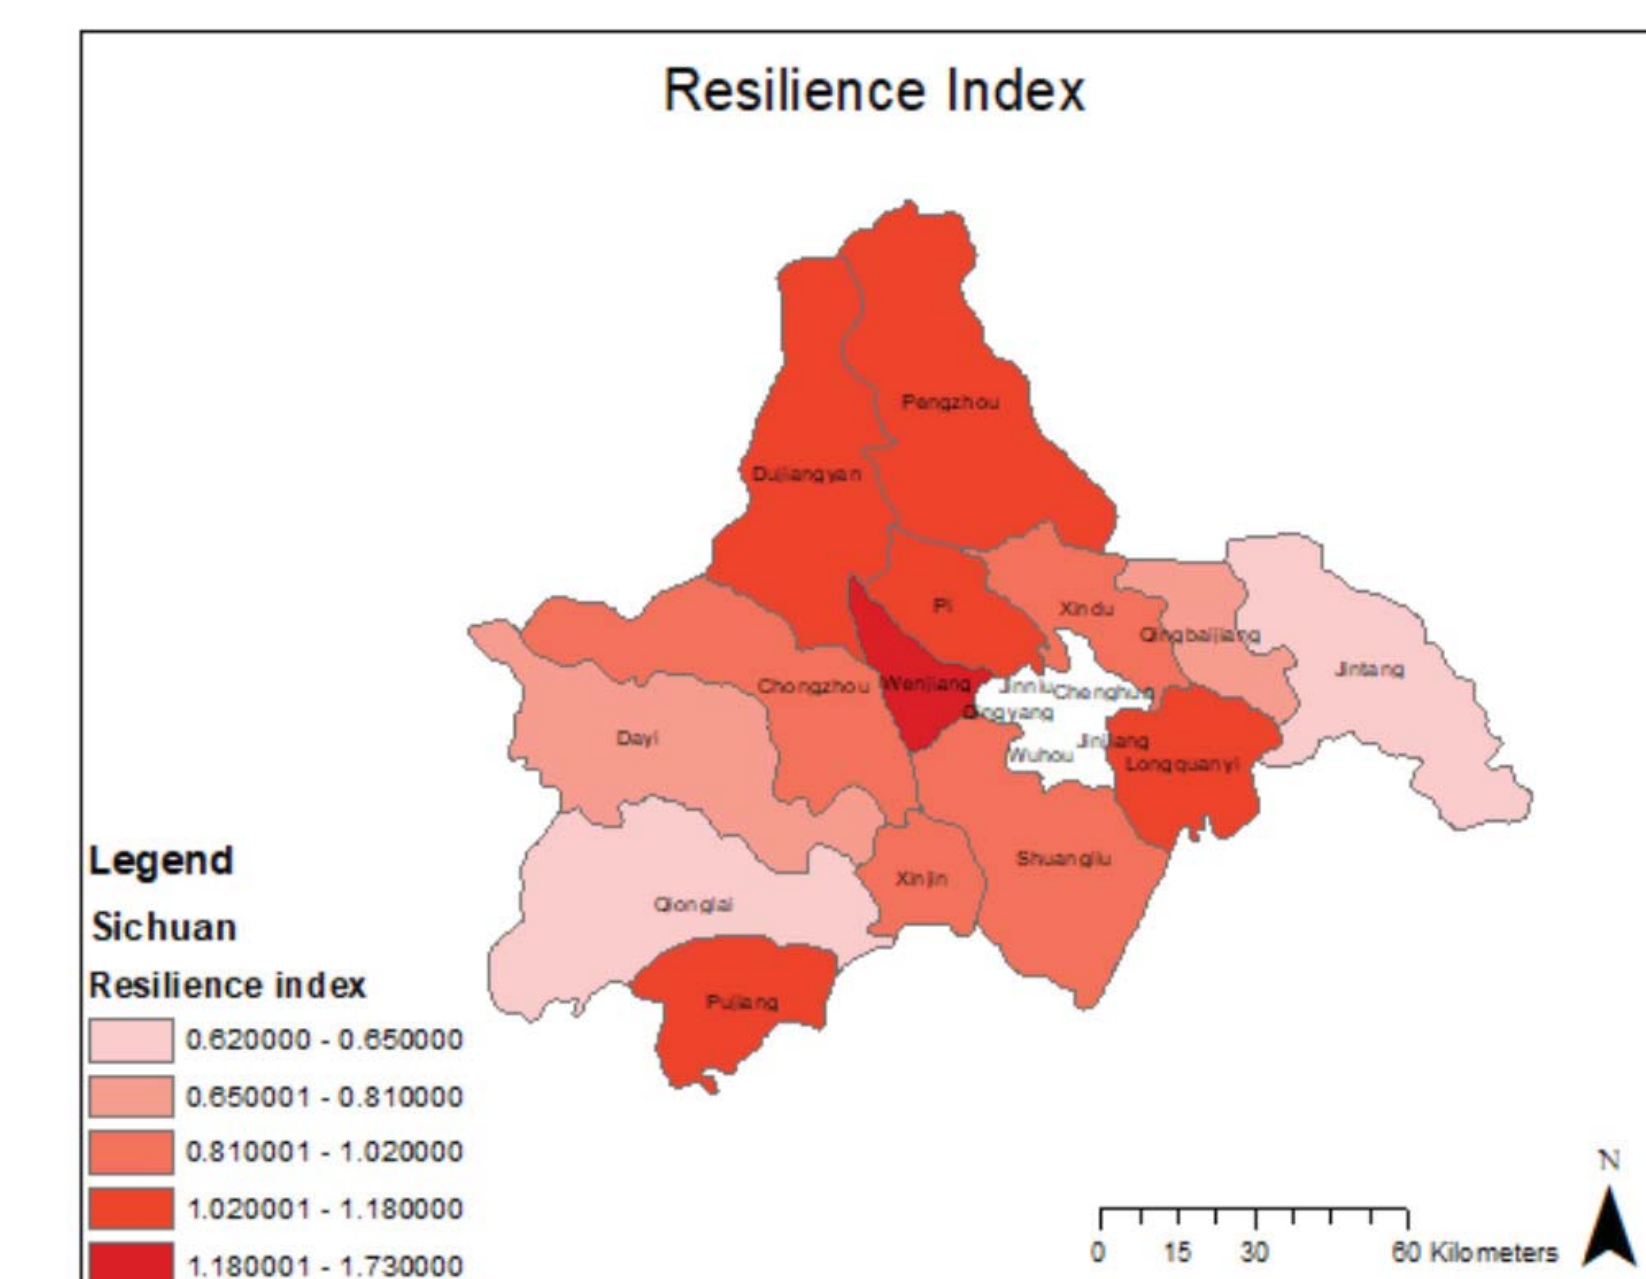 Resilience Index
Pengzhou
Dujiangyan
Pi
Xindu
Qingbaijiang
Jintang
Chongzhou
Wenjiang
Jinniu
Chenghua
Qingyang
Dayi
Wuhou
Jinjiang
Longquanyi
Shuangliu
Xinjin
Qionglai
Pujiang
Legend
Sichuan
Resilience index
0.620000 - 0.650000
0.650001 - 0.810000
0.810001 - 1.020000
1.020001 - 1.180000
1.180001 - 1.730000
N
0 15 30 60 Kilometers